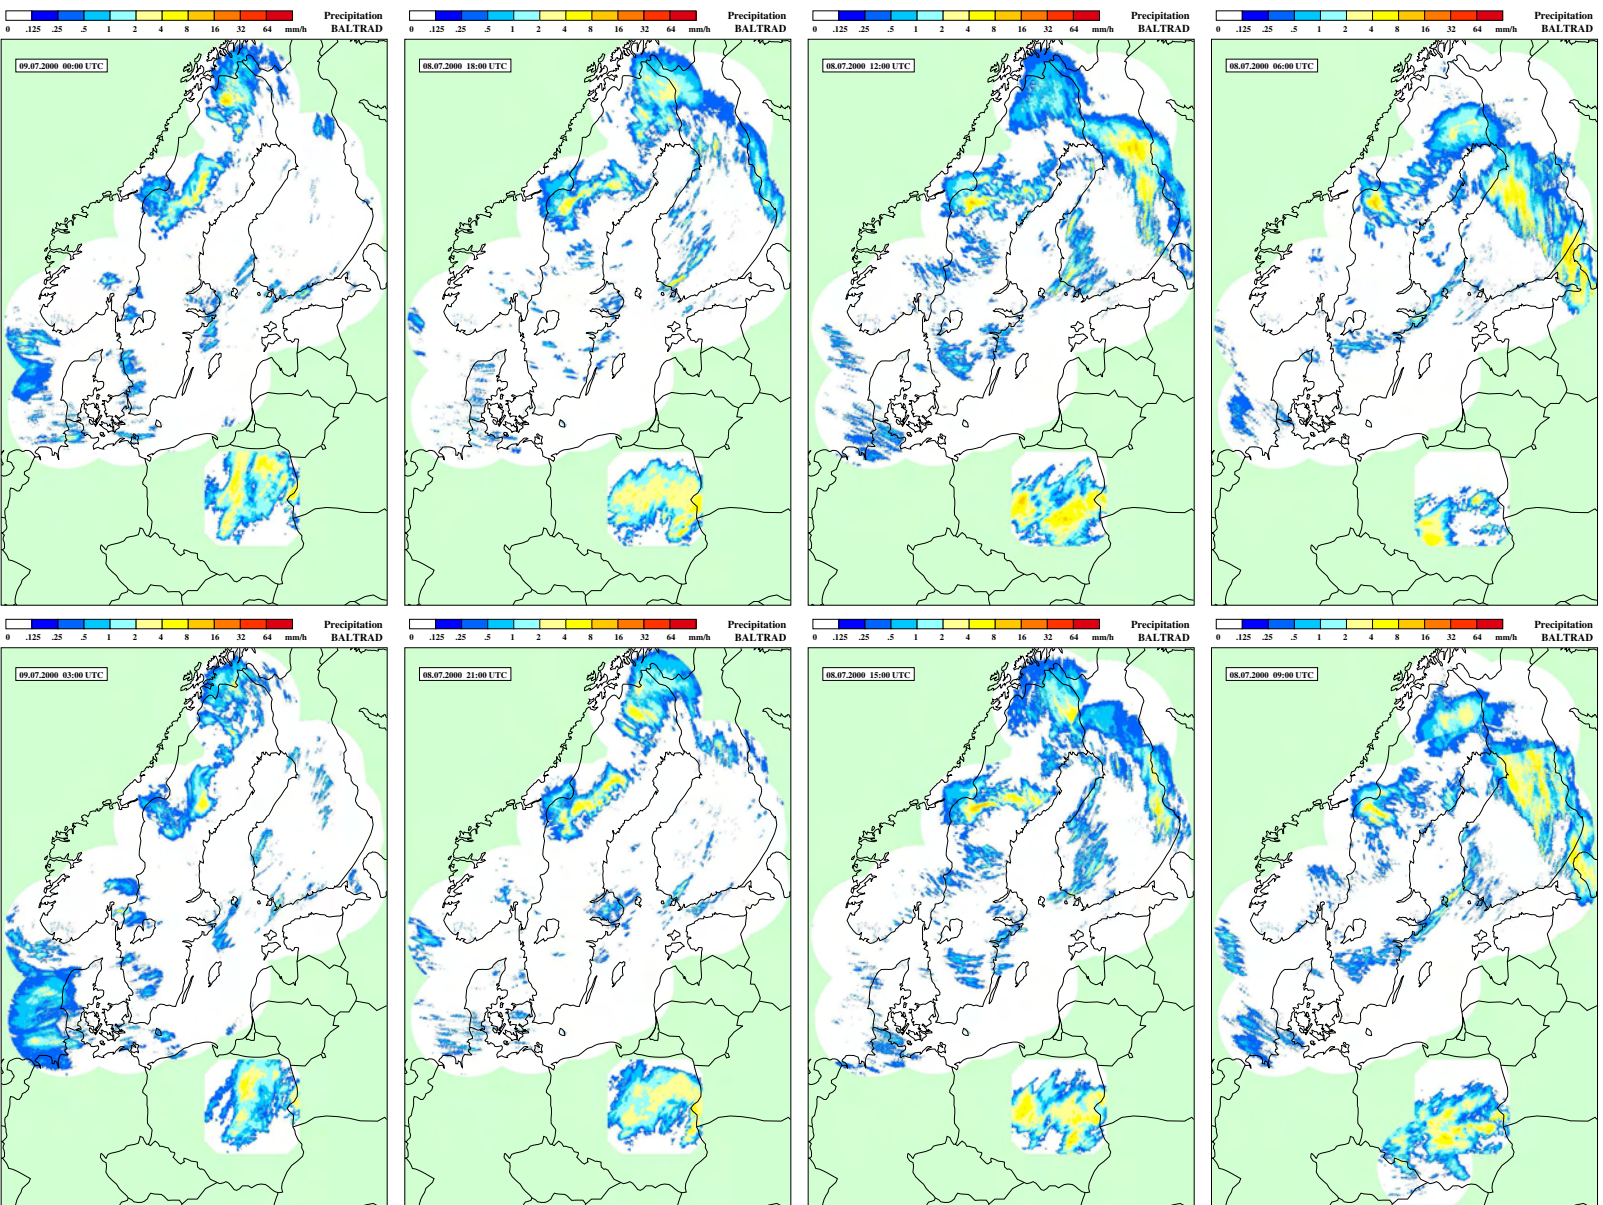 Precipitation
0 .125 .25 .5 1 2 4 8 16 32 64 mm/h BALTRAD
09.07.2000 00:00 UTC
Precipitation
0 .125 .25 .5 1 2 4 8 16 32 64 mm/h BALTRAD
08.07.2000 18:00 UTC
Precipitation
0 .125 .25 .5 1 2 4 8 16 32 64 mm/h BALTRAD
08.07.2000 12:00 UTC
Precipitation
0 .125 .25 .5 1 2 4 8 16 32 64 mm/h BALTRAD
08.07.2000 06:00 UTC
Precipitation
0 .125 .25 .5 1 2 4 8 16 32 64 mm/h BALTRAD
09.07.2000 03:00 UTC
Precipitation
0 .125 .25 .5 1 2 4 8 16 32 64 mm/h BALTRAD
08.07.2000 21:00 UTC
Precipitation
0 .125 .25 .5 1 2 4 8 16 32 64 mm/h BALTRAD
08.07.2000 15:00 UTC
Precipitation
0 .125 .25 .5 1 2 4 8 16 32 64 mm/h BALTRAD
08.07.2000 09:00 UTC